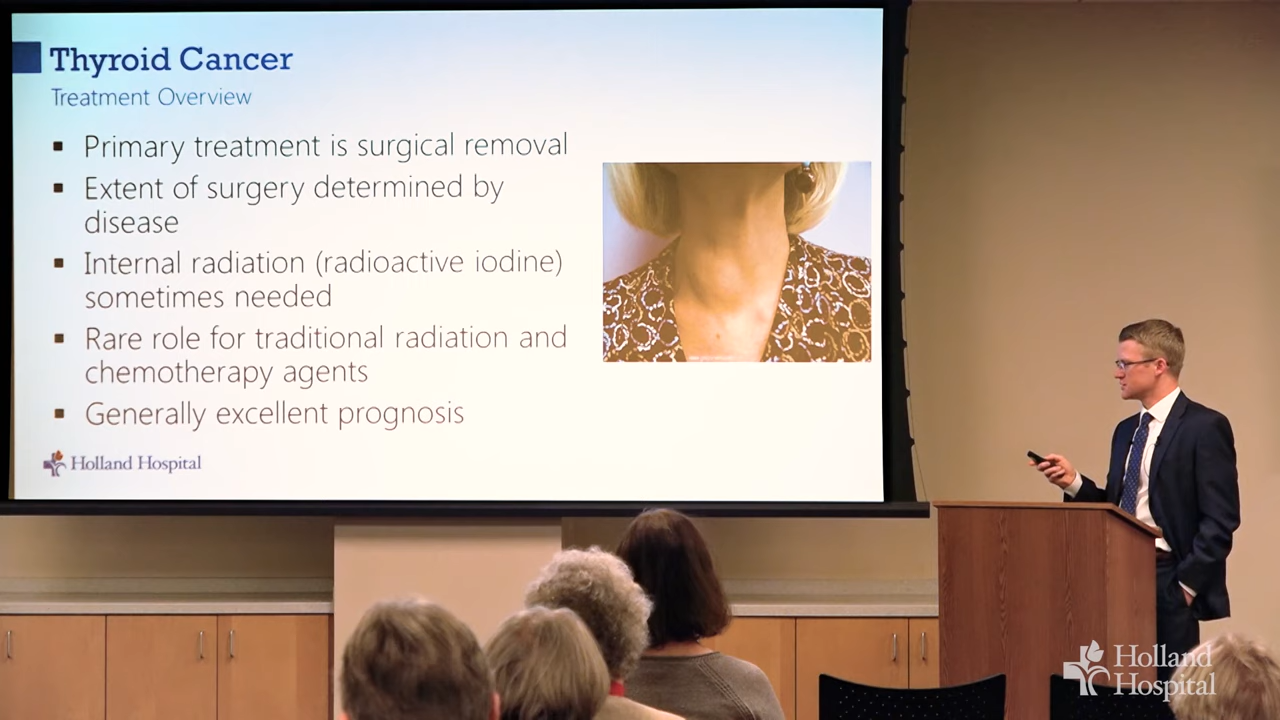 Thyroid Cancer
Treatment Overview
Primary treatment is surgical removal
Extent of surgery determined by
disease
Internal radiation (radioactive iodine)
sometimes needed
Rare role for traditional radiation and
chemotherapy agents
Generally excellent prognosis
Holland Hospital
Holland
Hospital